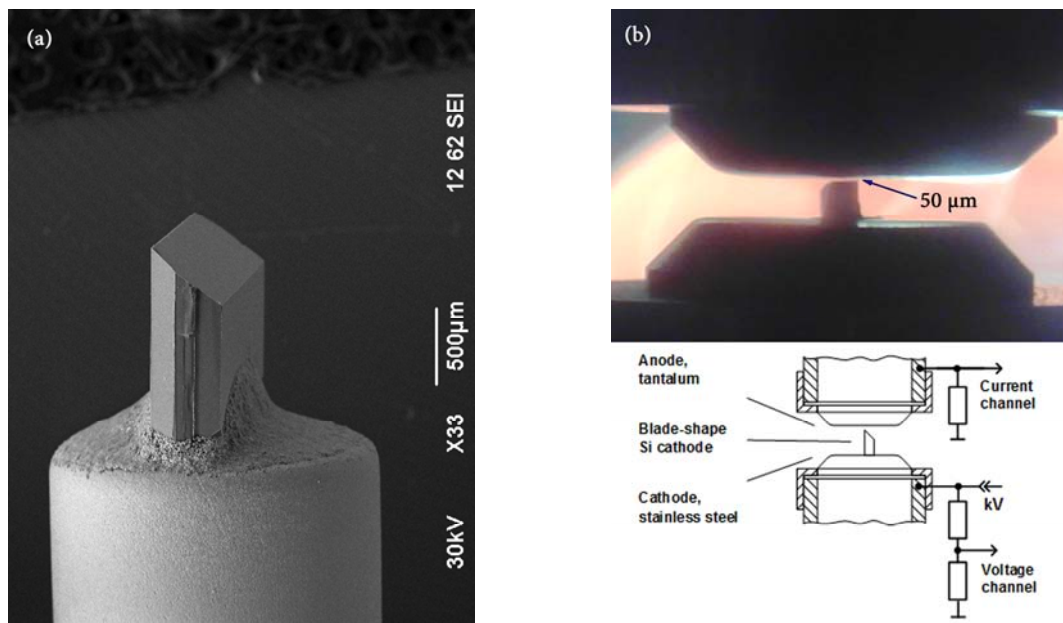 (a)
12 62 SEI
500µm
X33
30kV
(b)
50 µm
Anode,
tantalum
Current
channel
Blade-shape
Si cathode
Cathode,
stainless steel
kV
Voltage
channel